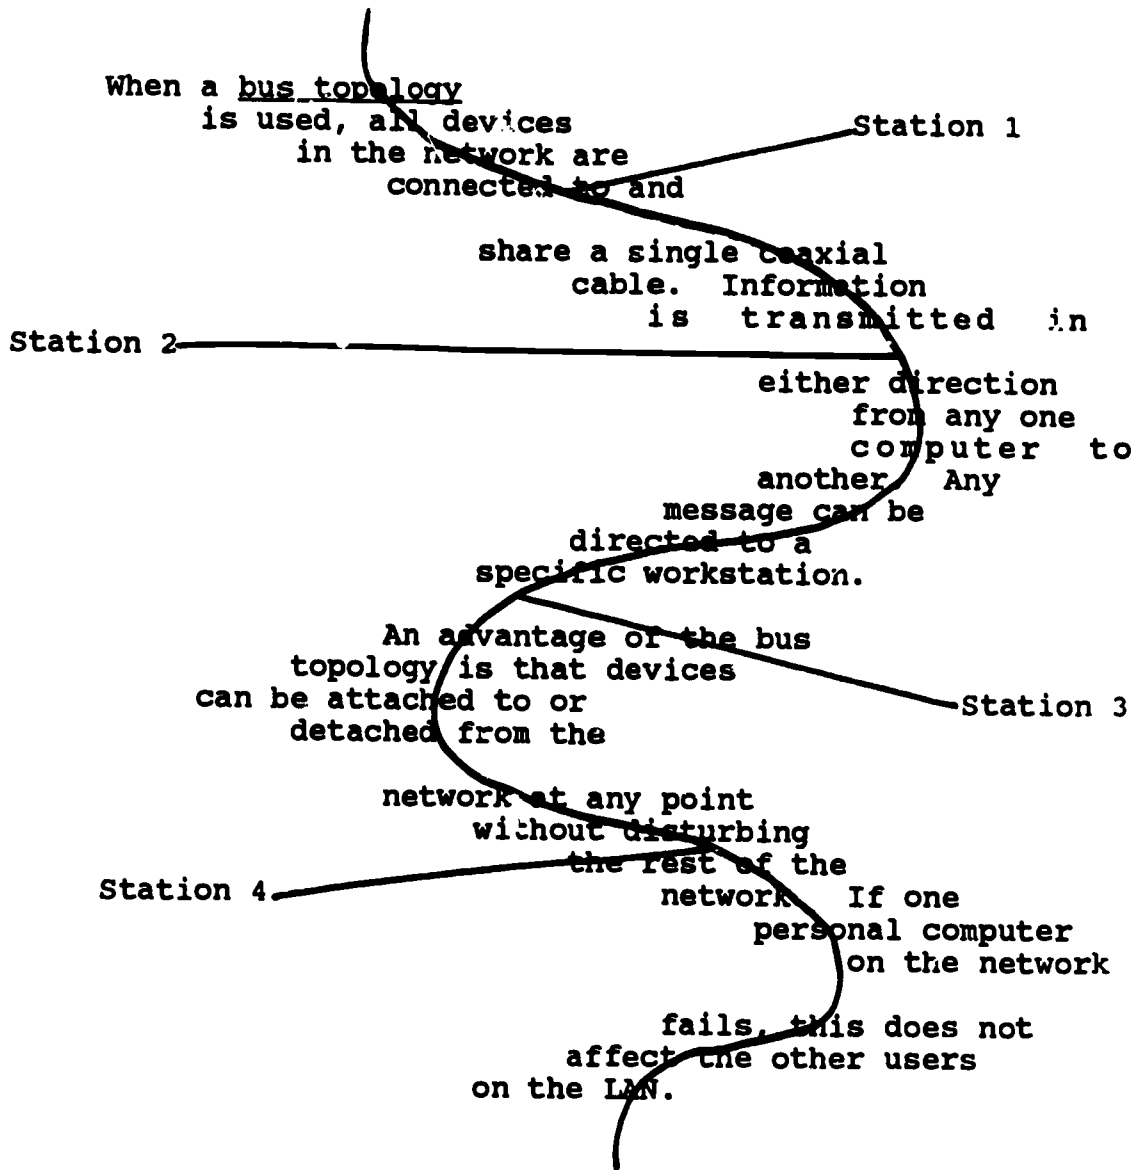 When a bus topology
is used, all devices
Station 1
in the network are
connected to and
share a single coaxial
cable.  Information
is transmitted in
Station 2
either direction
from any one
computer to
another.  Any
message can be
directed to a
specific workstation.
An advantage of the bus
topology is that devices
can be attached to or
Station 3
detached from the
network at any point
without disturbing
the rest of the
Station 4
network.  If one
personal computer
on the network
fails, this does not
affect the other users
on the LAN.